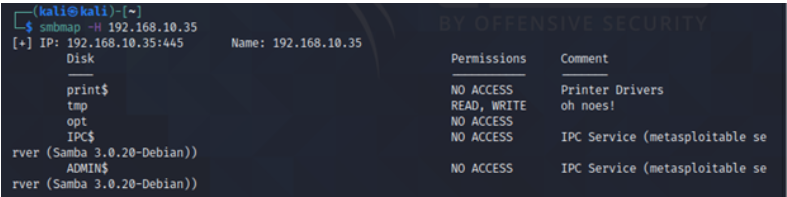 (kali㉿kali)-[~]
BY OFFENSIVE SECURITY
$ smbmap -H 192.168.10.35
[+] IP: 192.168.10.35:445 Name: 192.168.10.35
Disk Permissions Comment
print$ NO ACCESS Printer Drivers
tmp READ, WRITE oh noes!
opt NO ACCESS
IPC$ NO ACCESS IPC Service (metasploitable se
rver (Samba 3.0.20-Debian))
ADMIN$ NO ACCESS IPC Service (metasploitable se
rver (Samba 3.0.20-Debian))